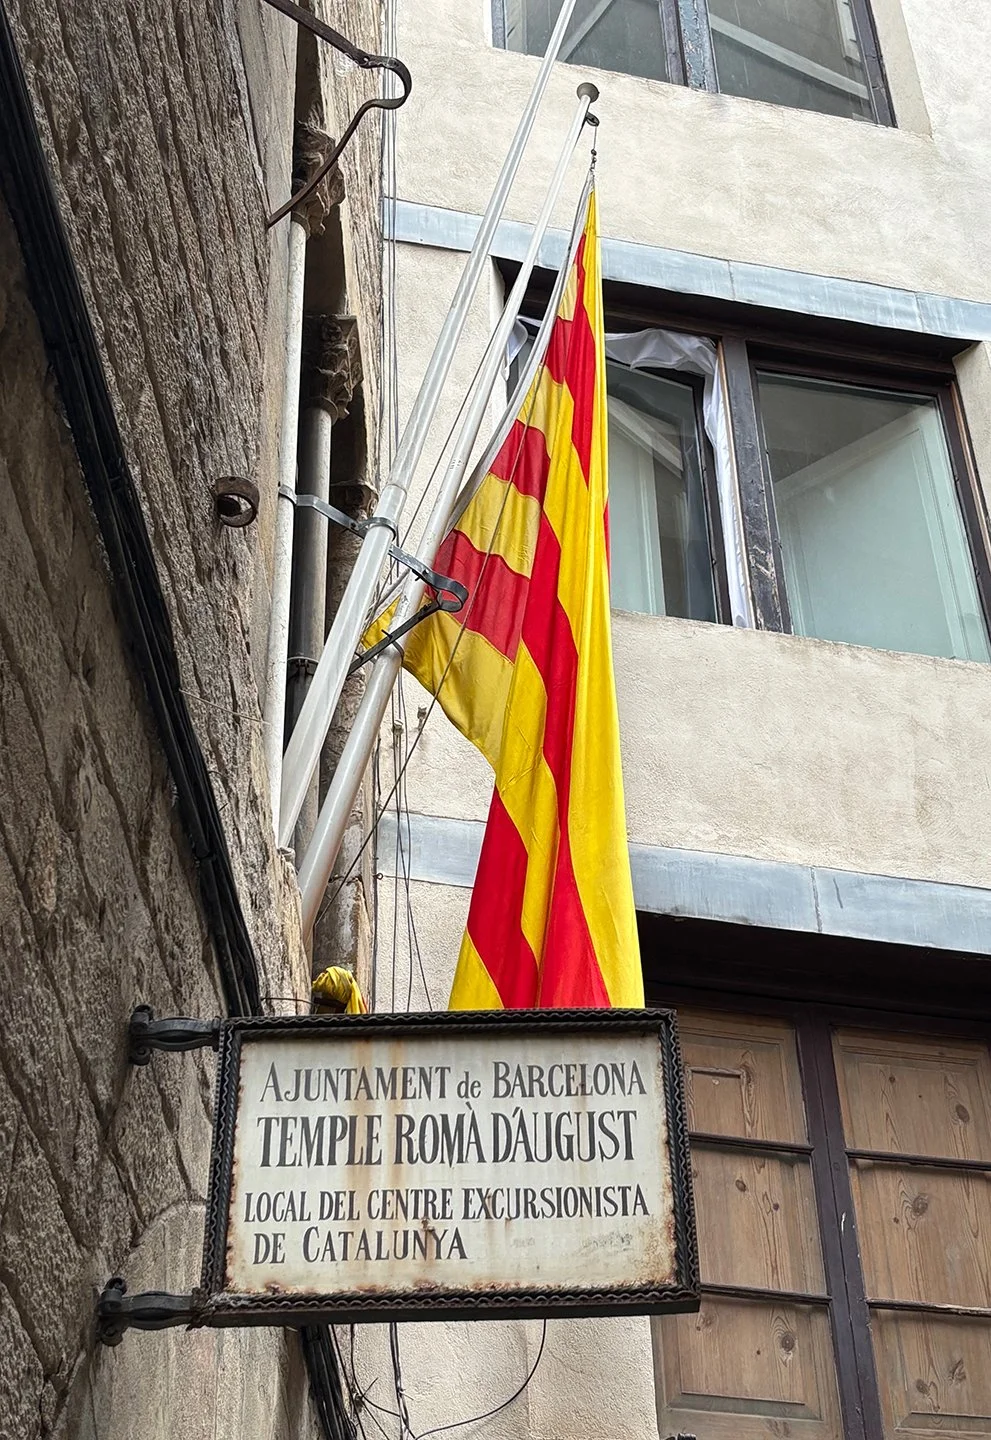 AJUNTAMENT de BARCELONA
TEMPLE ROMÀ D'AUGUST
LOCAL DEL CENTRE EXCURSIONISTA
DE CATALUNYA